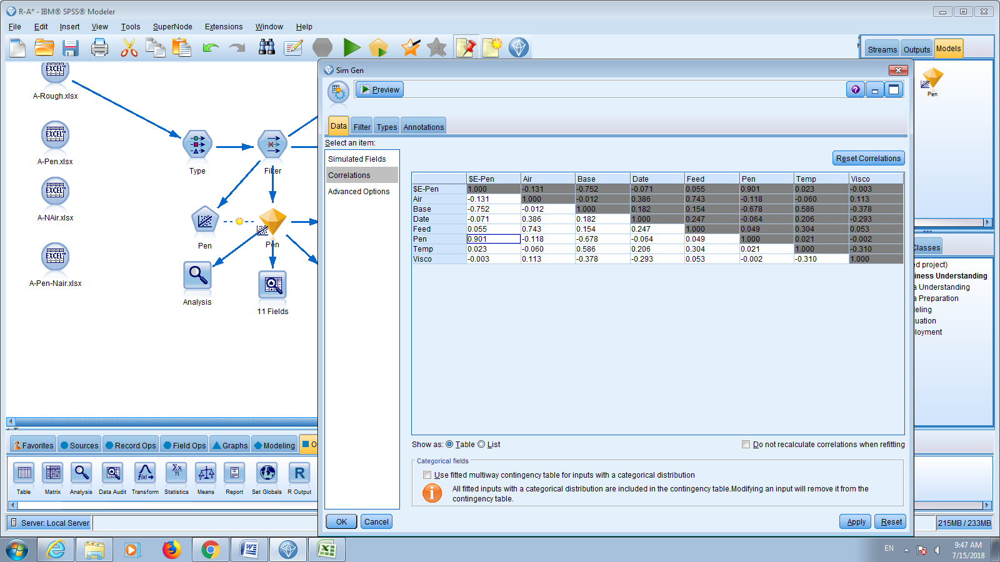 R-A* - IBM® SPSS® Modeler
File Edit Insert View Tools SuperNode Extensions Window Help
Streams Outputs Models
EXCEL
A-Rough.xlsx
EXCEL
A-Pen.xlsx
EXCEL
A-NAir.xlsx
EXCEL
A-Pen-Nair.xlsx
Type
Filter
Pen
Pen
Analysis
11 Fields
Sim Gen
Preview
Data Filter Types Annotations
Select an item:
Simulated Fields
Correlations
Advanced Options
Reset Correlations
$E-Pen Air Base Date Feed Pen Temp Visco
$E-Pen 1.000 -0.131 -0.752 -0.071 0.055 0.901 0.023 -0.003
Air -0.131 1.000 -0.012 0.386 0.743 -0.118 -0.060 0.113
Base -0.752 -0.012 1.000 0.182 0.154 -0.678 0.586 -0.378
Date -0.071 0.386 0.182 1.000 0.247 -0.064 0.206 -0.293
Feed 0.055 0.743 0.154 0.247 1.000 0.049 0.304 0.053
Pen 0.901 -0.118 -0.678 -0.064 0.049 1.000 0.021 -0.002
Temp 0.023 -0.060 0.586 0.206 0.304 0.021 1.000 -0.310
Visco -0.003 0.113 -0.378 -0.293 0.053 -0.002 -0.310 1.000
Show as: Table List
Do not recalculate correlations when refitting
Categorical fields
Use fitted multiway contingency table for inputs with a categorical distribution
All fitted inputs with a categorical distribution are included in the contingency table.Modifying an input will remove it from the
contingency table.
OK Cancel Apply Reset
Pen
Classes
ed project)
iness Understanding
a Understanding
a Preparation
eling
uation
loyment
Favorites Sources Record Ops Field Ops Graphs Modeling O
Table Matrix Analysis Data Audit Transform Statistics Means Report Set Globals R Output
Server: Local Server
215MB / 233MB
EN
9:47 AM
7/15/2018